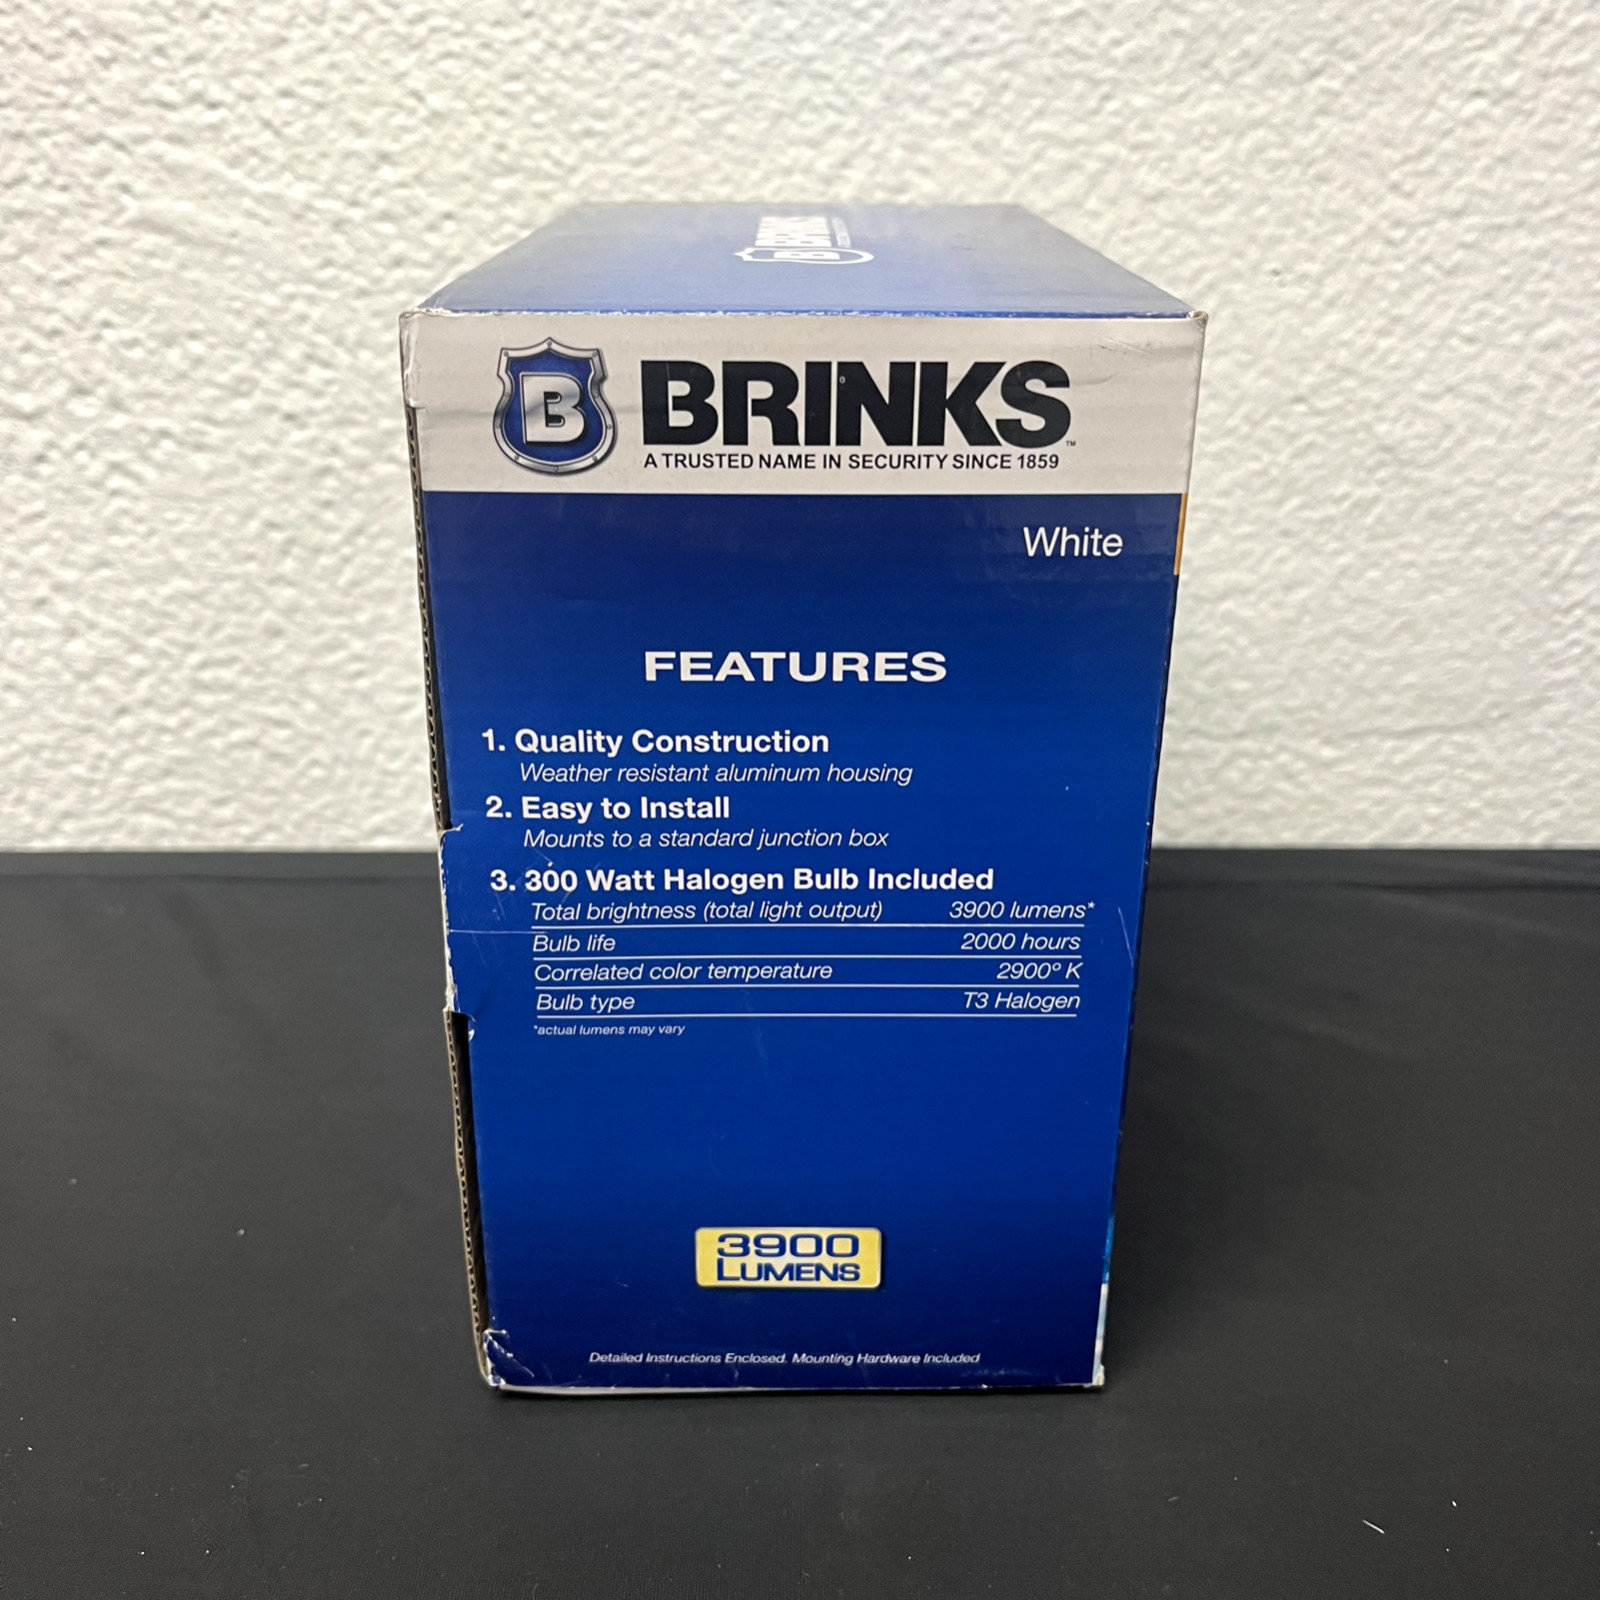 B BRINKS
B BRINKS™
A TRUSTED NAME IN SECURITY SINCE 1859
White
FEATURES
1. Quality Construction
Weather resistant aluminum housing
2. Easy to Install
Mounts to a standard junction box
3. 300 Watt Halogen Bulb Included
Total brightness (total light output) 3900 lumens*
Bulb life 2000 hours
Correlated color temperature 2900° K
Bulb type T3 Halogen
*actual lumens may vary
3900
LUMENS
Detailed Instructions Enclosed. Mounting Hardware Included